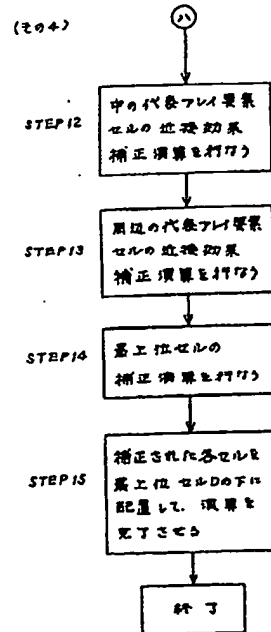 (その4)
ハ
STEP12
中の代表アレイ要素
セルの近接効果
補正演算を行なう
STEP13
周辺の代表アレイ要素
セルの近接効果
補正演算を行なう
STEP14
最上位セルの
補正演算を行なう
STEP15
補正された各セルを
最上位セルDの下に
配置して、演算を
完了させる
終了